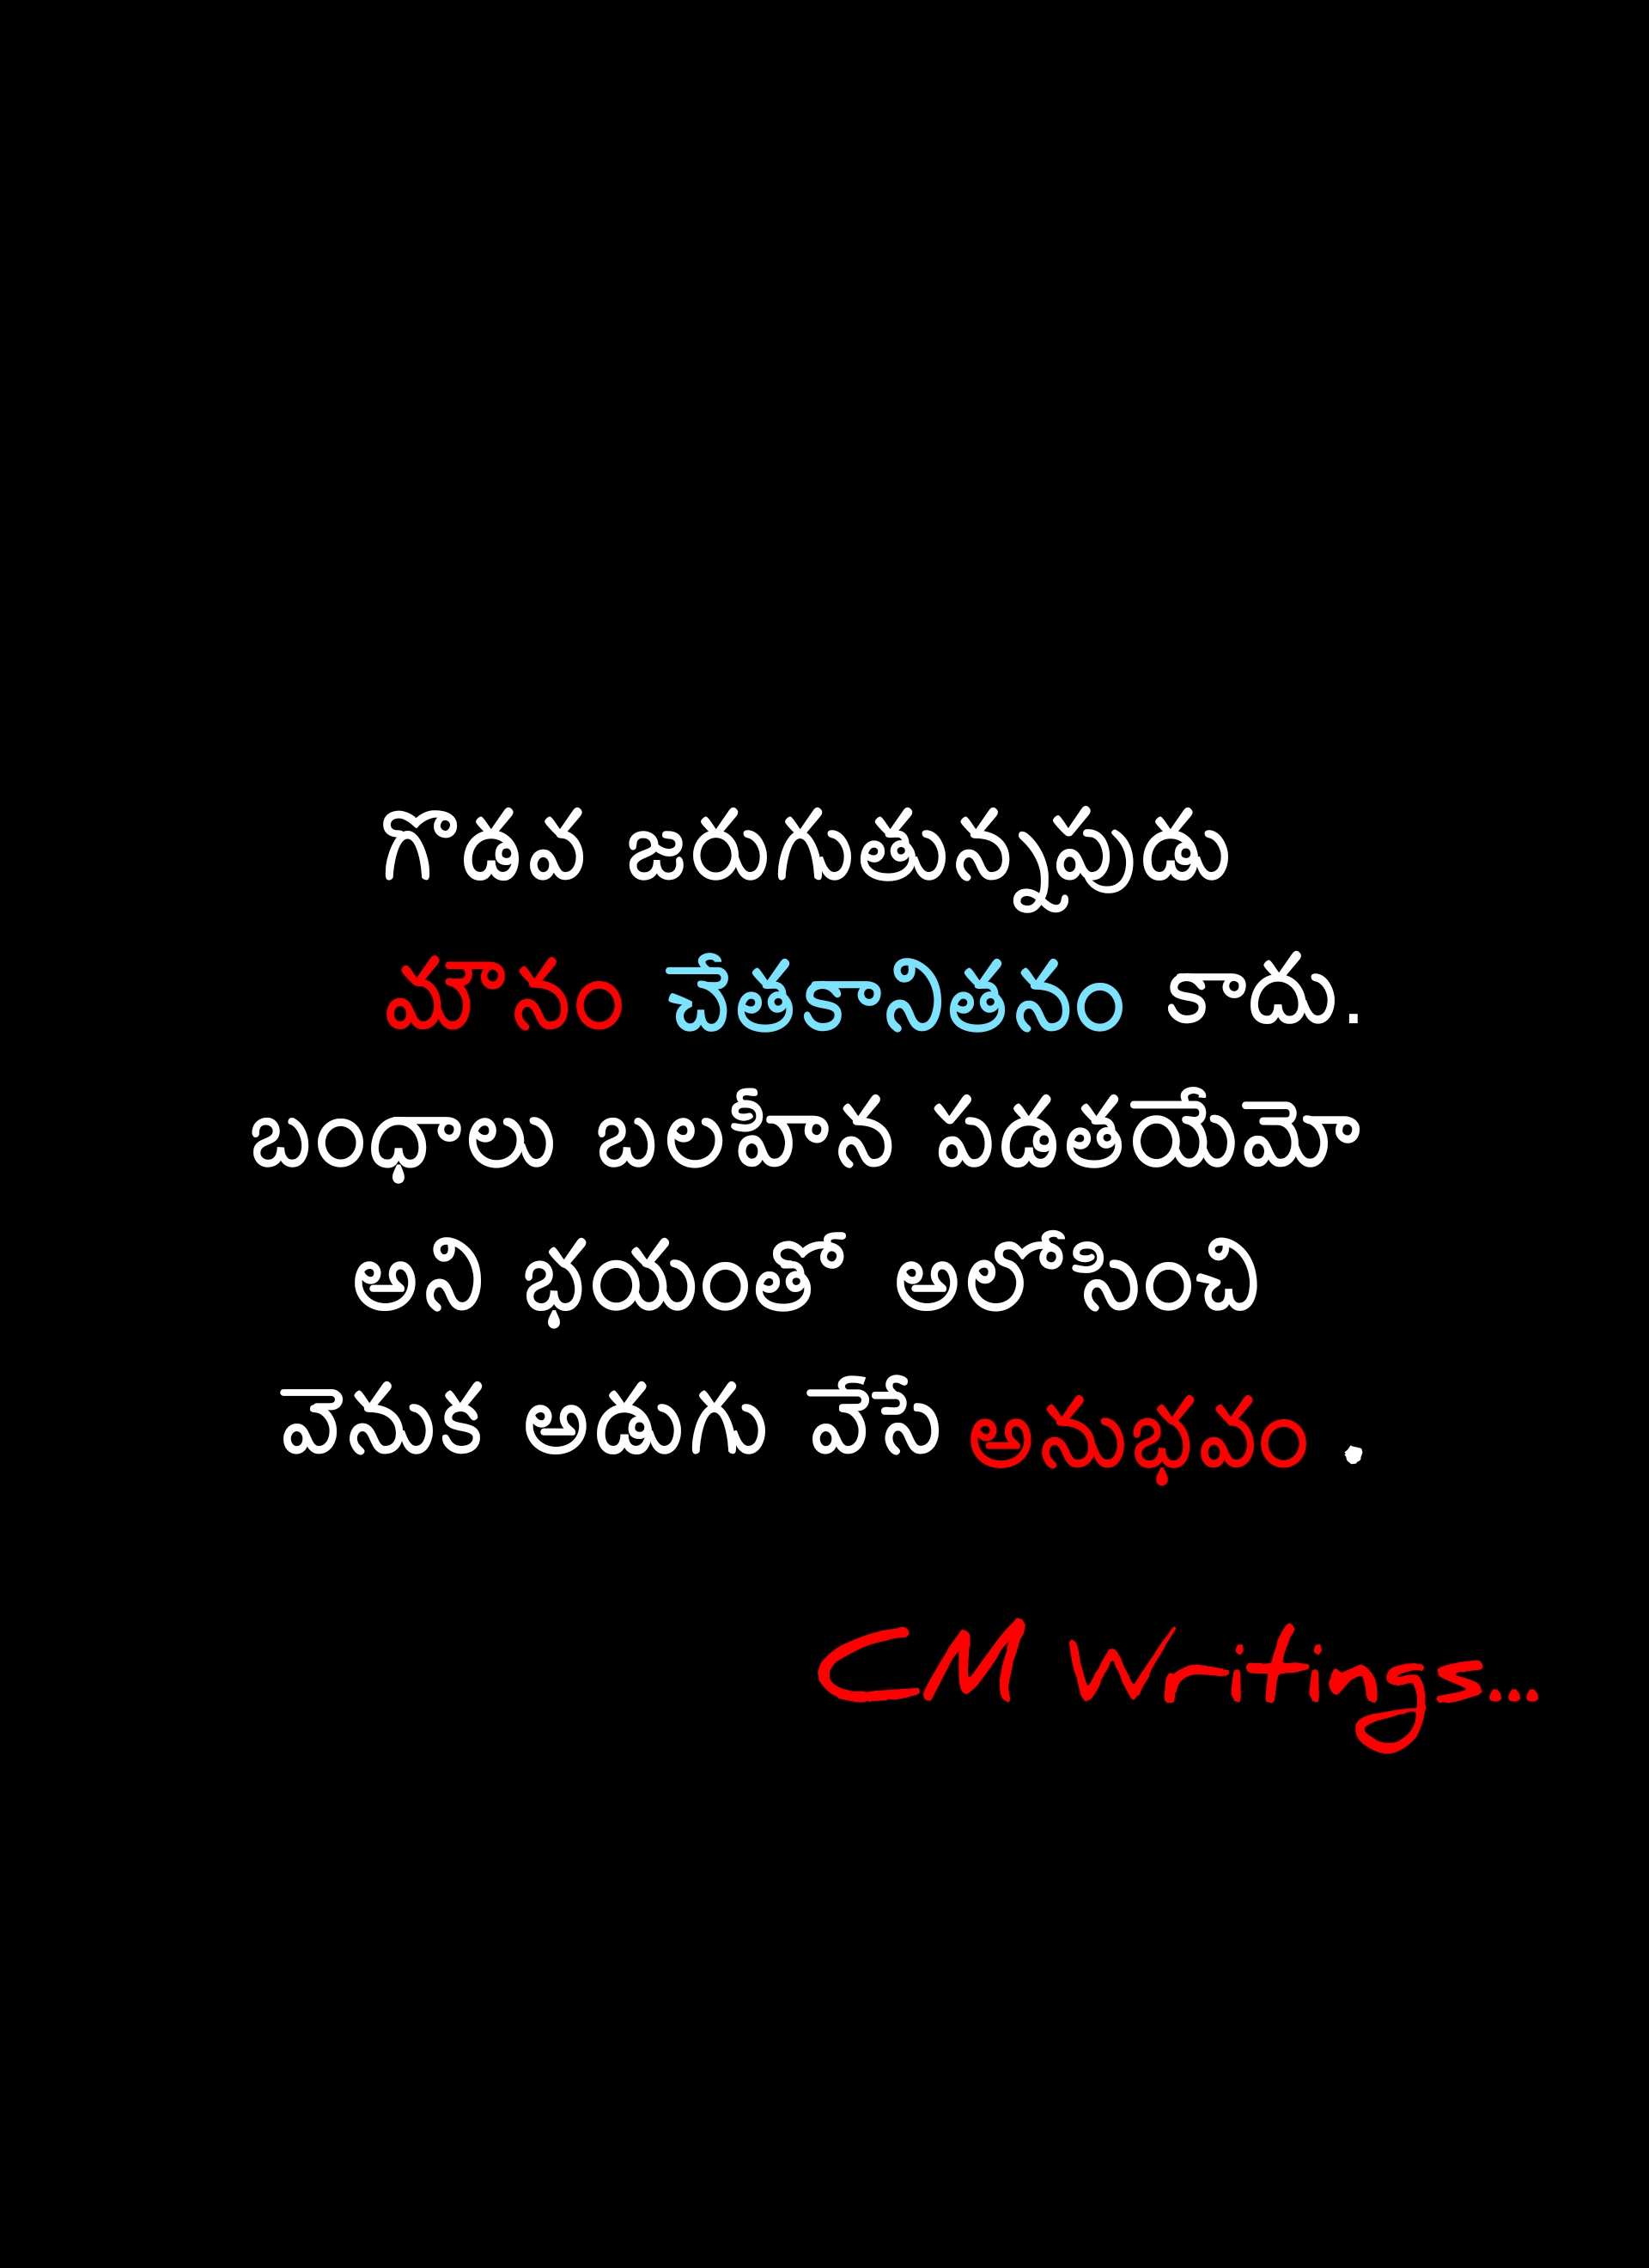 గొడవ జరుగుతున్నపుడు
మౌనం చేతకానితనం కాదు.
బంధాలు బలహీన పడతయేమో
అని భయంతో అలోసించి
వెనుక అడుగు వేసే అనుభవం .
CM Writings...